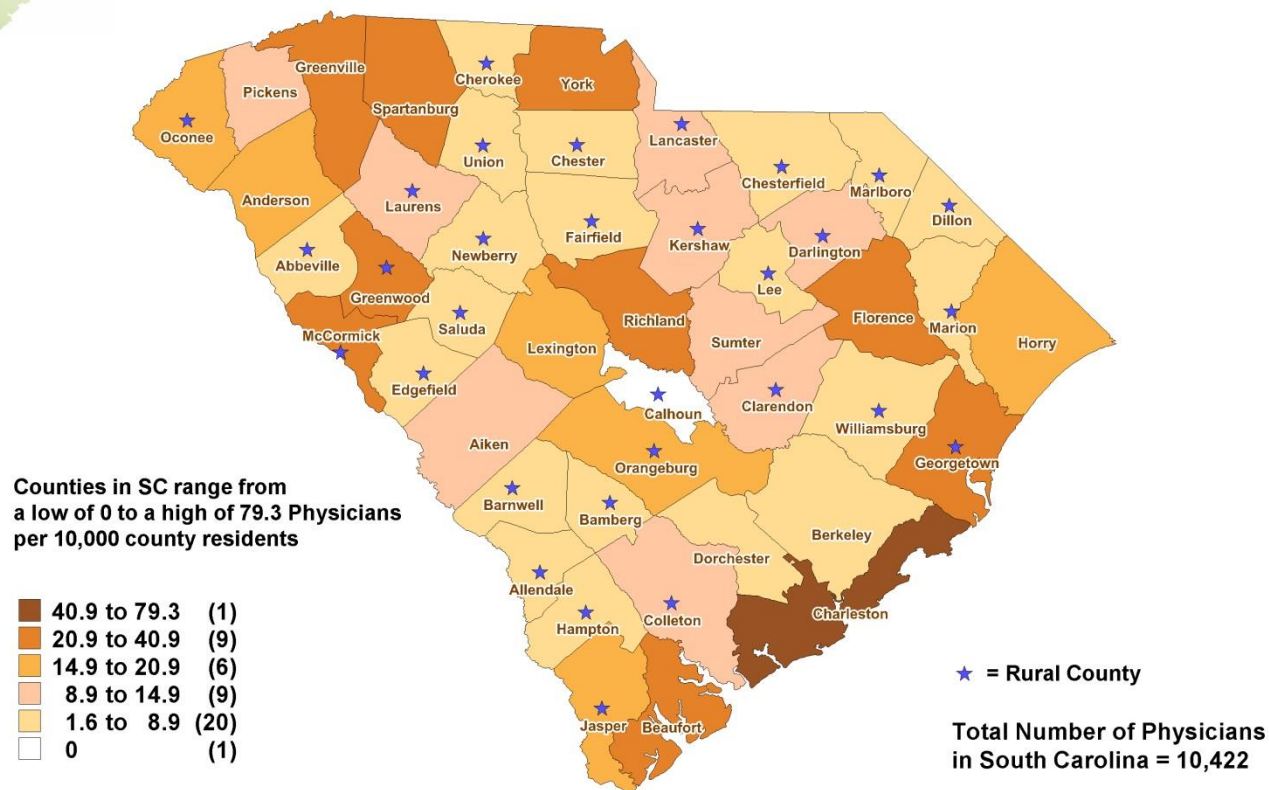 Greenville
Cherokee
York
Pickens
Spartanburg
Oconee
Union
Chester
Lancaster
Chesterfield
Marlboro
Dillon
Anderson
Laurens
Abbeville
Newberry
Fairfield
Kershaw
Darlington
Lee
Greenwood
McCormick
Saluda
Lexington
Richland
Sumter
Florence
Marion
Horry
Edgefield
Calhoun
Clarendon
Williamsburg
Aiken
Orangeburg
Georgetown
Barnwell
Bamberg
Berkeley
Dorchester
Allendale
Hampton
Colleton
Charleston
Jasper
Beaufort
Counties in SC range from
a low of 0 to a high of 79.3 Physicians
per 10,000 county residents
40.9 to 79.3 (1)
20.9 to 40.9 (9)
14.9 to 20.9 (6)
8.9 to 14.9 (9)
1.6 to 8.9 (20)
0 (1)
= Rural County
Total Number of Physicians
in South Carolina = 10,422